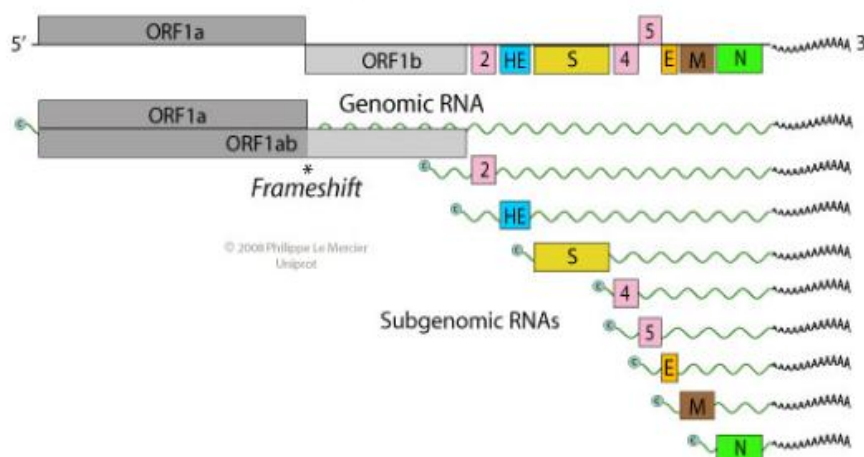 ORF1a
5
5' 3
ORF1b 2 HE S 4 E M N
Genomic RNA
ORF1a
c
ORF1ab
*
Frameshift
c 2
c HE
© 2008 Philippe Le Mercier
Uniprot
c S
c 4
Subgenomic RNAs
c 5
c E
c M
c N